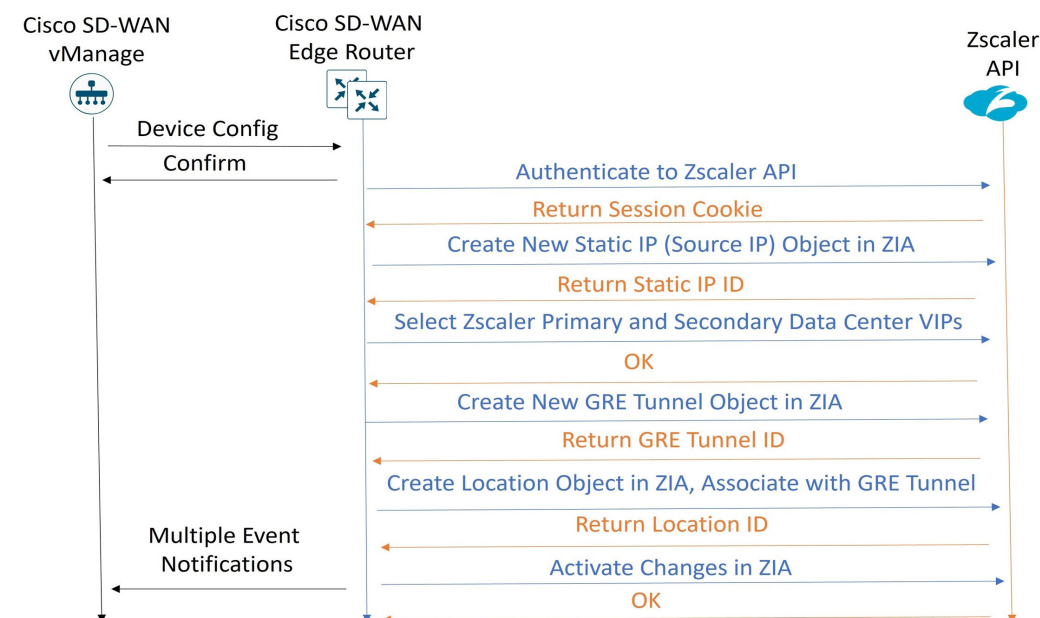 Cisco SD-WAN
vManage
Cisco SD-WAN
Edge Router
Zscaler
API
Device Config
Confirm
Authenticate to Zscaler API
Return Session Cookie
Create New Static IP (Source IP) Object in ZIA
Return Static IP ID
Select Zscaler Primary and Secondary Data Center VIPs
OK
Create New GRE Tunnel Object in ZIA
Return GRE Tunnel ID
Create Location Object in ZIA, Associate with GRE Tunnel
Return Location ID
Multiple Event
Notifications
Activate Changes in ZIA
OK